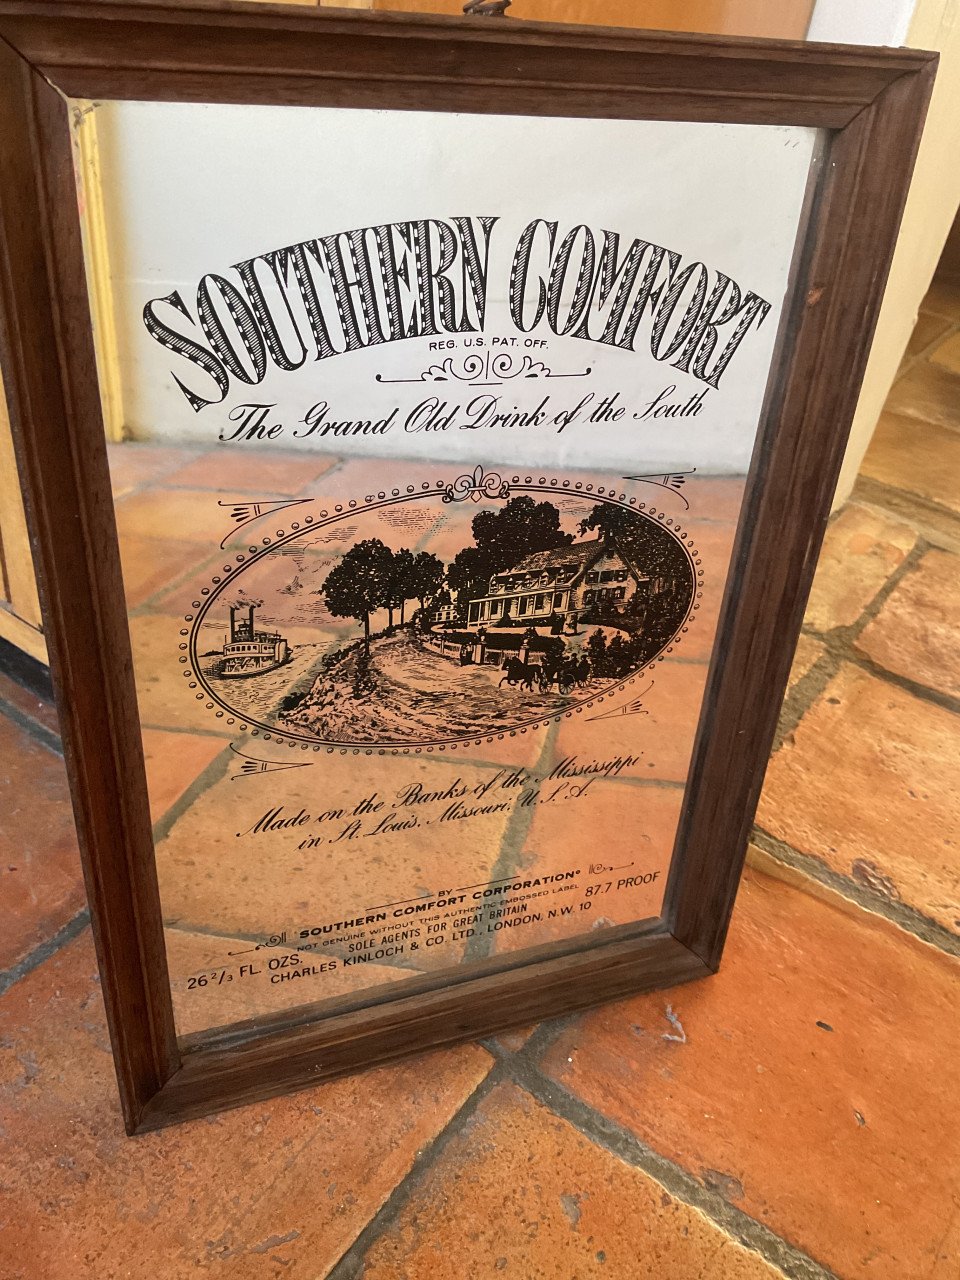 SOUTHERN COMFORT
REG. U.S. PAT. OFF.
The Grand Old Drink of the South
Made on the Banks of the Mississippi
in St. Louis, Missouri, U.S.A.
BY
SOUTHERN COMFORT CORPORATION
NOT GENUINE WITHOUT THIS AUTHENTIC EMBOSSED LABEL
26 2/3 FL. OZS.
SOLE AGENTS FOR GREAT BRITAIN
87.7 PROOF
CHARLES KINLOCH & CO. LTD., LONDON, N.W. 10